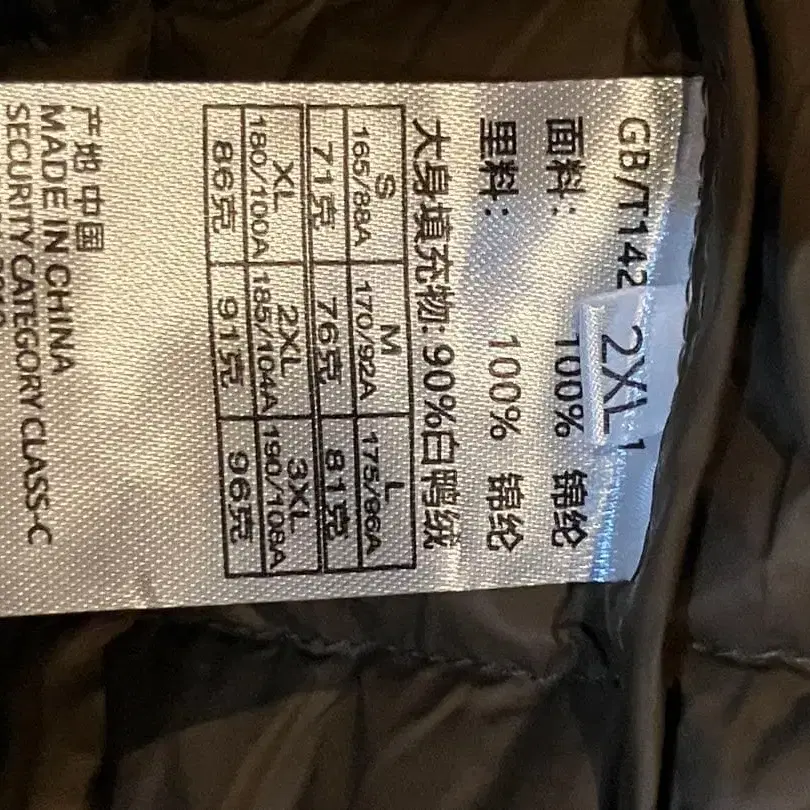 GB/T142
2XL
面料: 100% 锦纶
里料: 100% 锦纶
大身填充物: 90%白鸭绒
S M L
165/88A 170/92A 175/96A
71克 76克 81克
XL 2XL 3XL
180/100A 185/104A 190/108A
86克 91克 96克
产地 中国
MADE IN CHINA
SECURITY CATEGORY CLASS-C